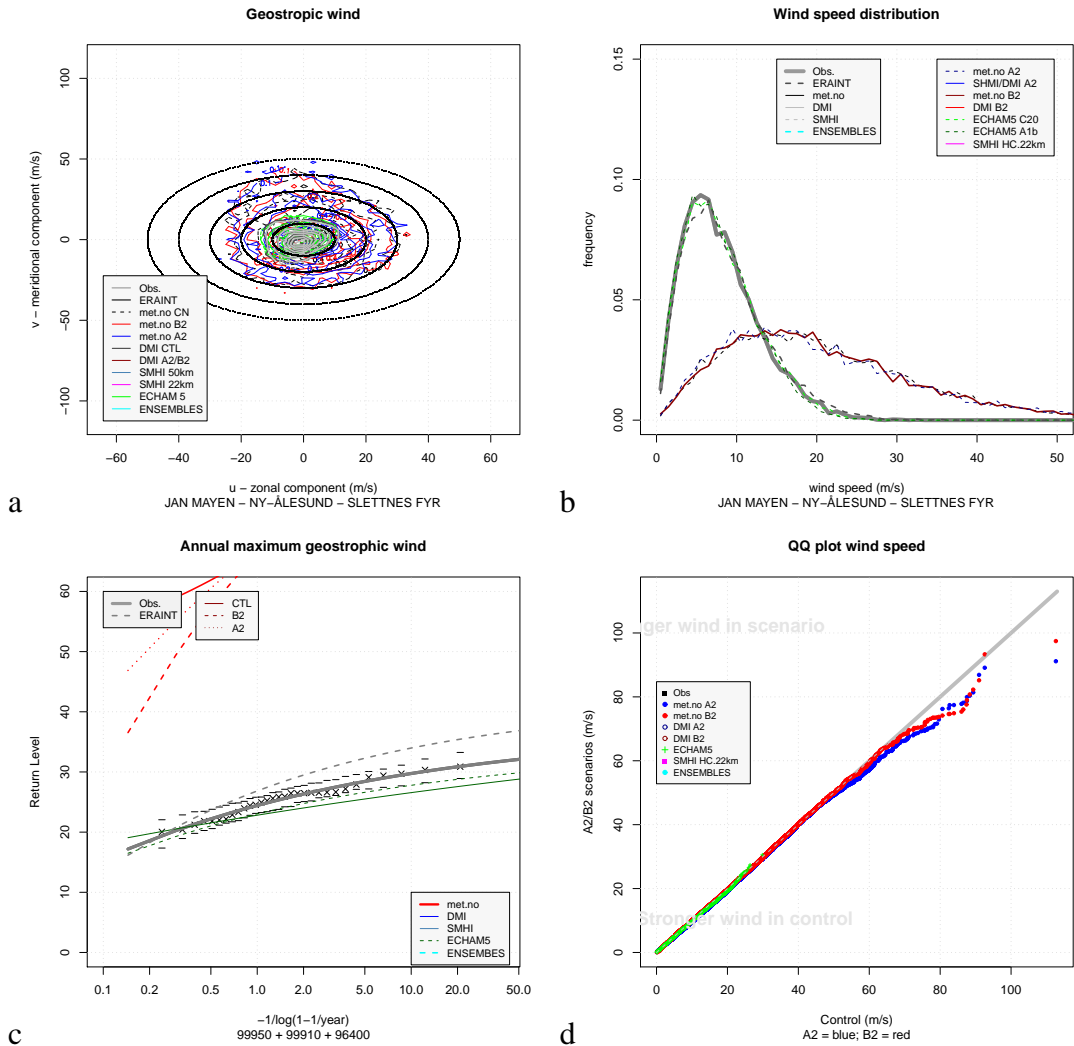 Geostropic wind
v − meridional component (m/s)
100
50
0
−50
−100
Obs.
ERAINT
met.no CN
met.no B2
met.no A2
DMI CTL
DMI A2/B2
SMHI 50km
SMHI 22km
ECHAM 5
ENSEMBLES
−60 −40 −20 0 20 40 60
u − zonal component (m/s)
JAN MAYEN − NY−ÅLESUND − SLETTNES FYR
a
Wind speed distribution
frequency
0.15
0.10
0.05
0.00
Obs.
ERAINT
met.no
DMI
SMHI
ENSEMBLES
met.no A2
SHMI/DMI A2
met.no B2
DMI B2
ECHAM5 C20
ECHAM5 A1b
SMHI HC.22km
0 10 20 30 40 50
wind speed (m/s)
JAN MAYEN − NY−ÅLESUND − SLETTNES FYR
b
Annual maximum geostrophic wind
Return Level
60
50
40
30
20
10
0
Obs.
ERAINT
CTL
B2
A2
met.no
DMI
SMHI
ECHAM5
ENSEMBES
0.1 0.2 0.5 1.0 2.0 5.0 10.0 20.0 50.0
−1/log(1−1/year)
99950 + 99910 + 96400
c
QQ plot wind speed
A2/B2 scenarios (m/s)
100
80
60
40
20
0
ger wind in scenario
Obs
met.no A2
met.no B2
DMI A2
DMI B2
ECHAM5
SMHI HC.22km
ENSEMBLES
Stronger wind in control
0 20 40 60 80 100
Control (m/s)
A2 = blue; B2 = red
d